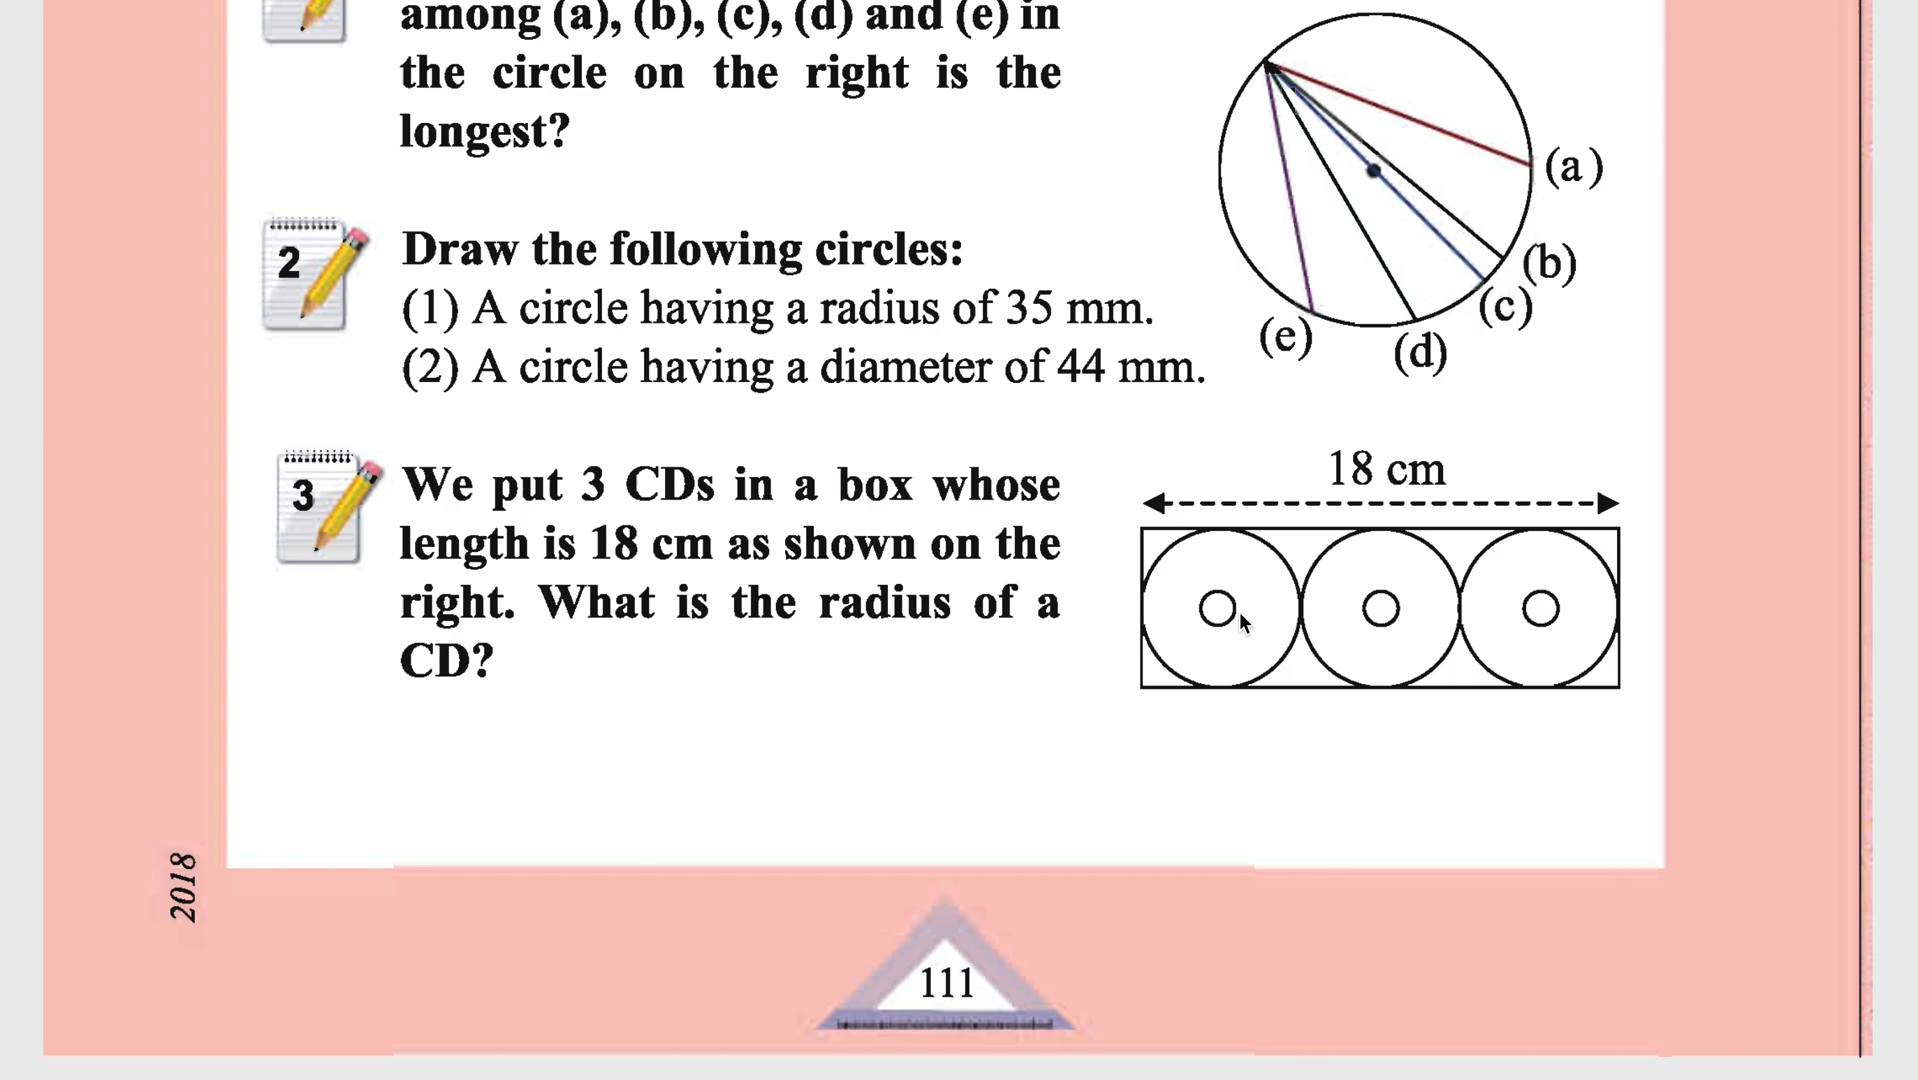 among (a), (b), (c), (d) and (e) in
the circle on the right is the
longest?
(a)
(b)
(c)
(d)
(e)
2
Draw the following circles:
(1) A circle having a radius of 35 mm.
(2) A circle having a diameter of 44 mm.
3
We put 3 CDs in a box whose
length is 18 cm as shown on the
right. What is the radius of a
CD?
18 cm
2018
111